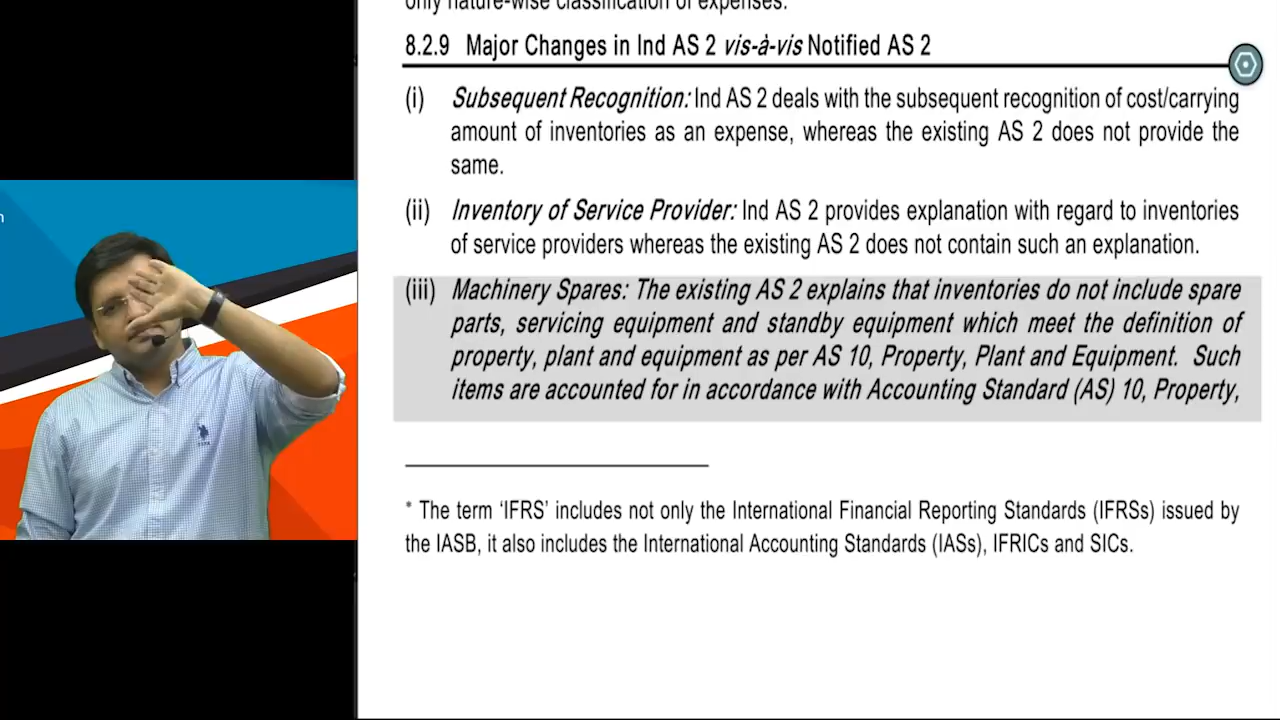 only nature-wise classification of expenses.
8.2.9 Major Changes in Ind AS 2 vis-à-vis Notified AS 2
(i) Subsequent Recognition: Ind AS 2 deals with the subsequent recognition of cost/carrying
amount of inventories as an expense, whereas the existing AS 2 does not provide the
same.
(ii) Inventory of Service Provider: Ind AS 2 provides explanation with regard to inventories
of service providers whereas the existing AS 2 does not contain such an explanation.
(iii) Machinery Spares: The existing AS 2 explains that inventories do not include spare
parts, servicing equipment and standby equipment which meet the definition of
property, plant and equipment as per AS 10, Property, Plant and Equipment. Such
items are accounted for in accordance with Accounting Standard (AS) 10, Property,
* The term ‘IFRS’ includes not only the International Financial Reporting Standards (IFRSs) issued by
the IASB, it also includes the International Accounting Standards (IASs), IFRICs and SICs.